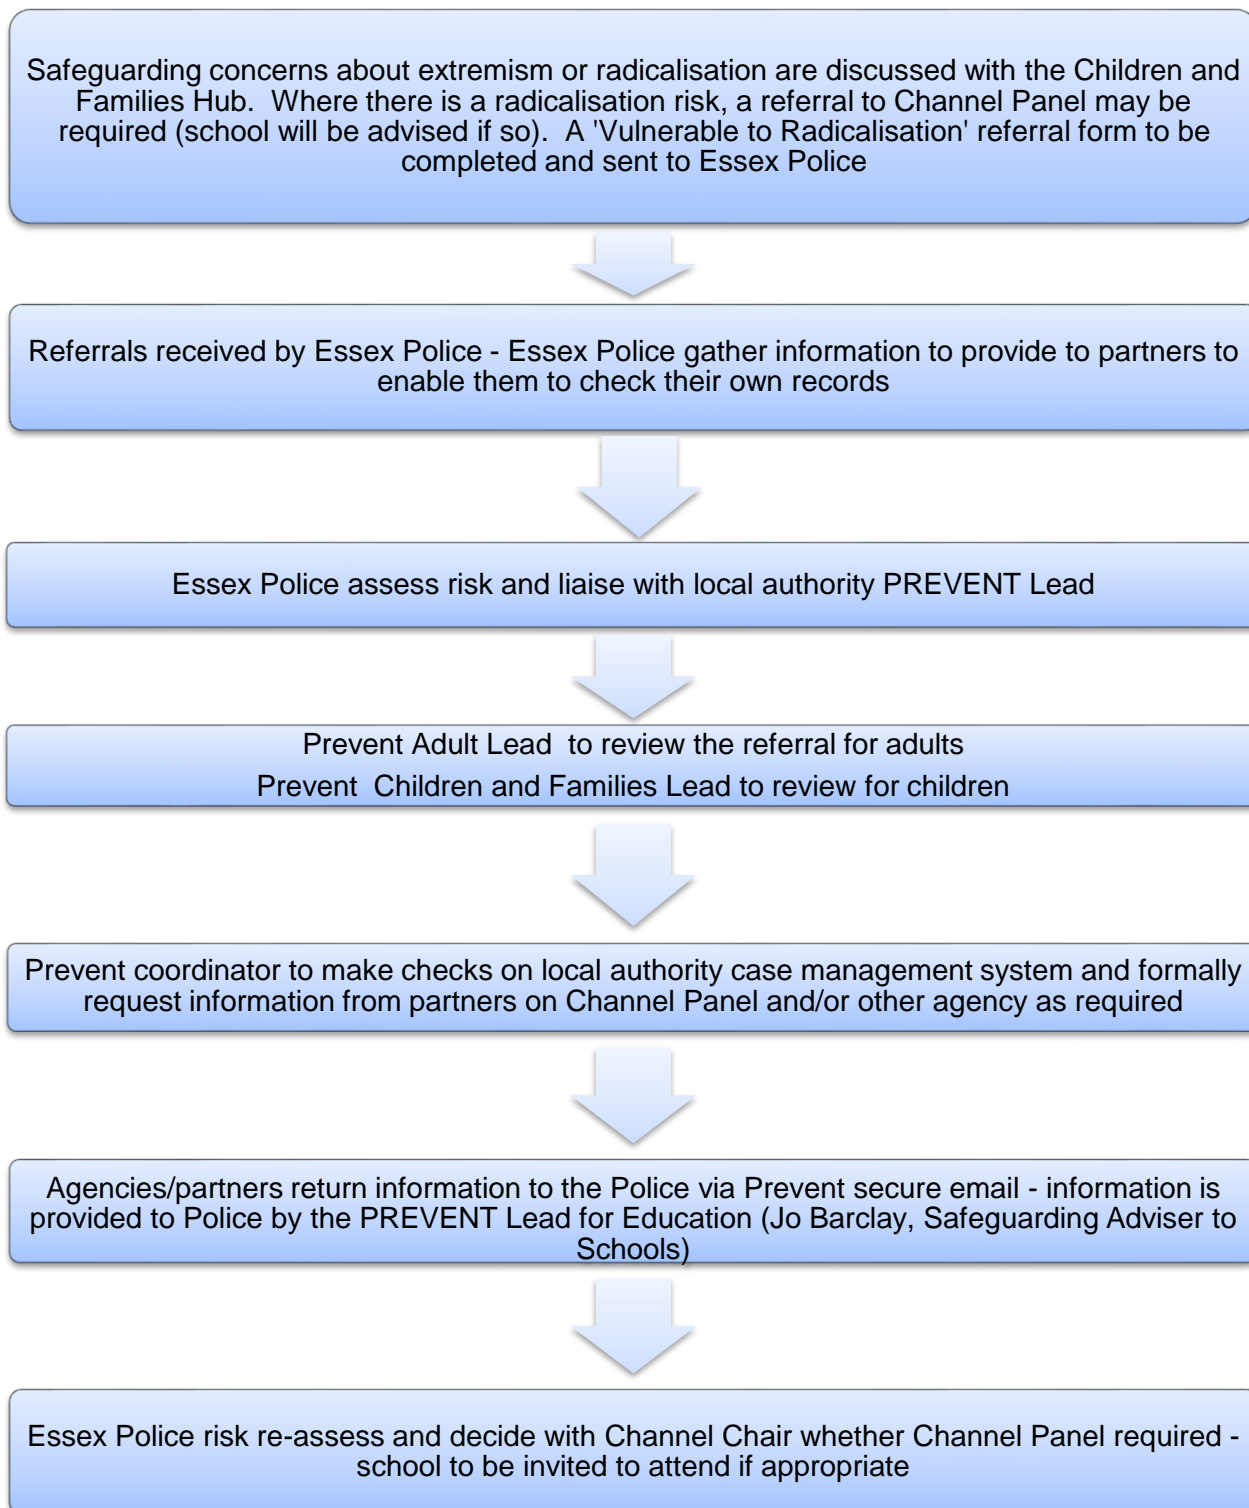 Safeguarding concerns about extremism or radicalisation are discussed with the Children and
Families Hub.  Where there is a radicalisation risk, a referral to Channel Panel may be
required (school will be advised if so).  A 'Vulnerable to Radicalisation' referral form to be
completed and sent to Essex Police
Referrals received by Essex Police - Essex Police gather information to provide to partners to
enable them to check their own records
Essex Police assess risk and liaise with local authority PREVENT Lead
Prevent Adult Lead  to review the referral for adults
Prevent  Children and Families Lead to review for children
Prevent coordinator to make checks on local authority case management system and formally
request information from partners on Channel Panel and/or other agency as required
Agencies/partners return information to the Police via Prevent secure email - information is
provided to Police by the PREVENT Lead for Education (Jo Barclay, Safeguarding Adviser to
Schools)
Essex Police risk re-assess and decide with Channel Chair whether Channel Panel required -
school to be invited to attend if appropriate